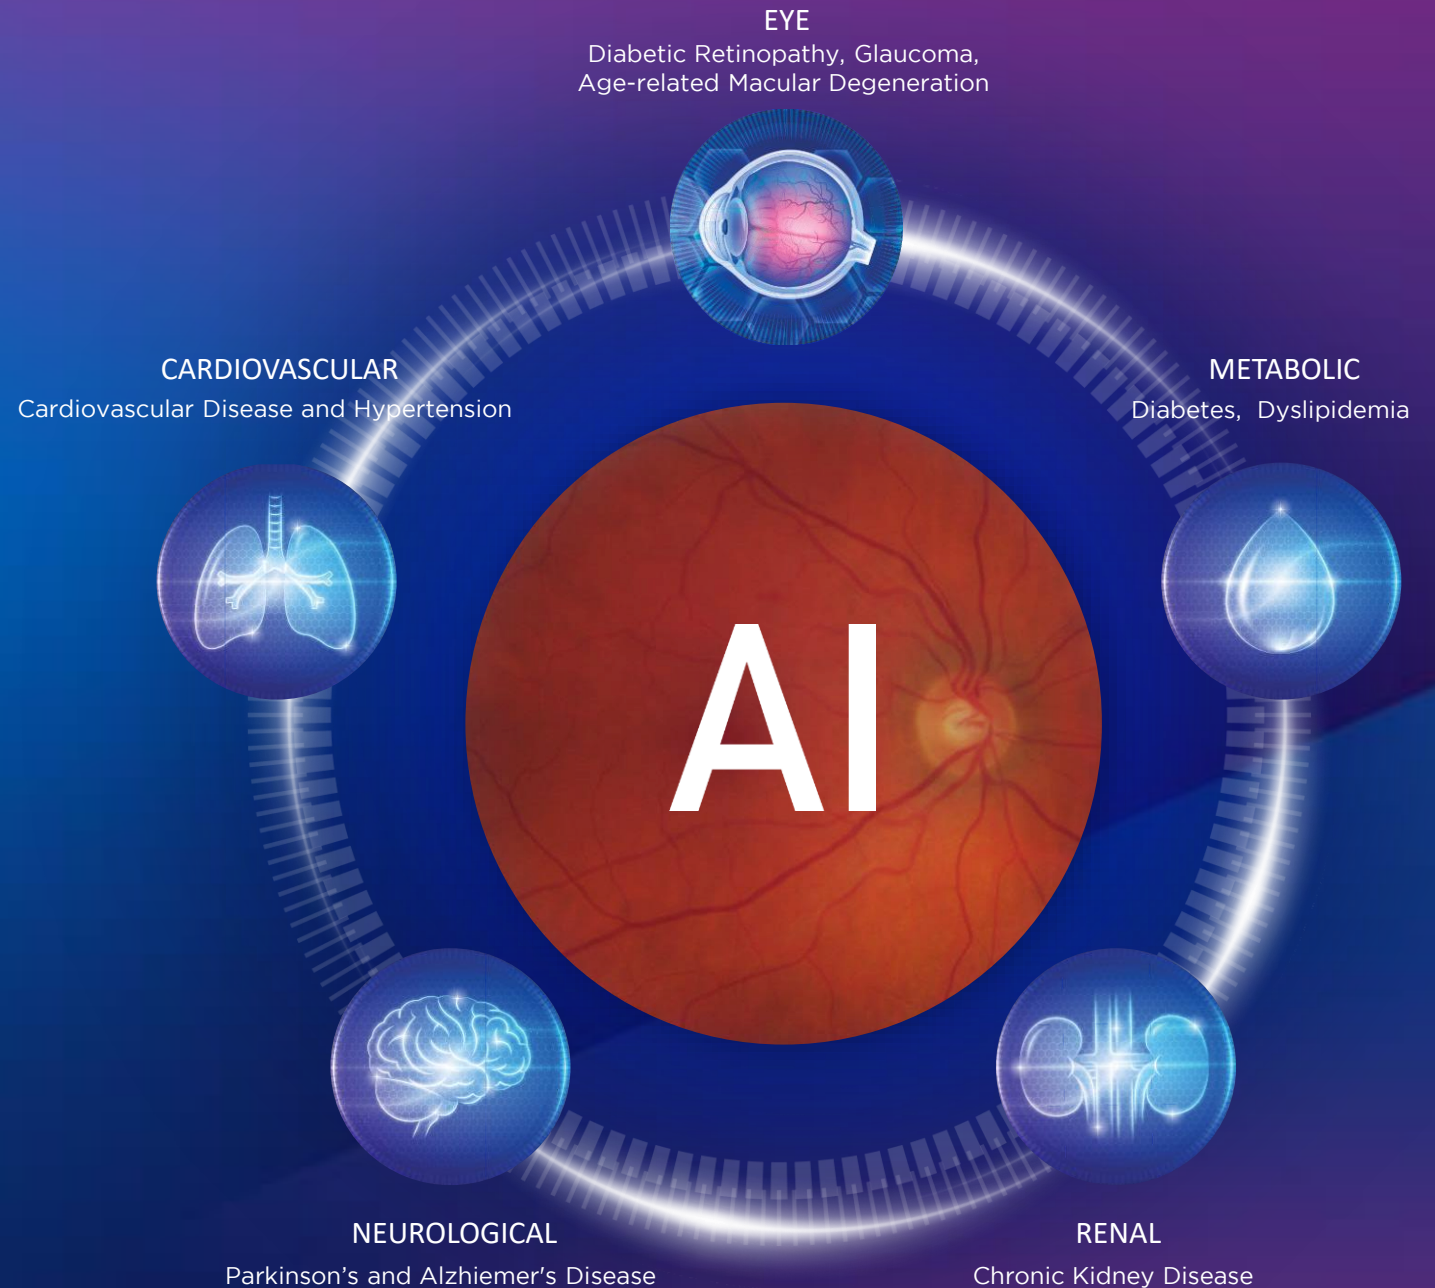 EYE
Diabetic Retinopathy, Glaucoma,
Age-related Macular Degeneration
CARDIOVASCULAR
Cardiovascular Disease and Hypertension
METABOLIC
Diabetes,  Dyslipidemia
AI
NEUROLOGICAL
Parkinson’s and Alzhiemer's Disease
RENAL
Chronic Kidney Disease